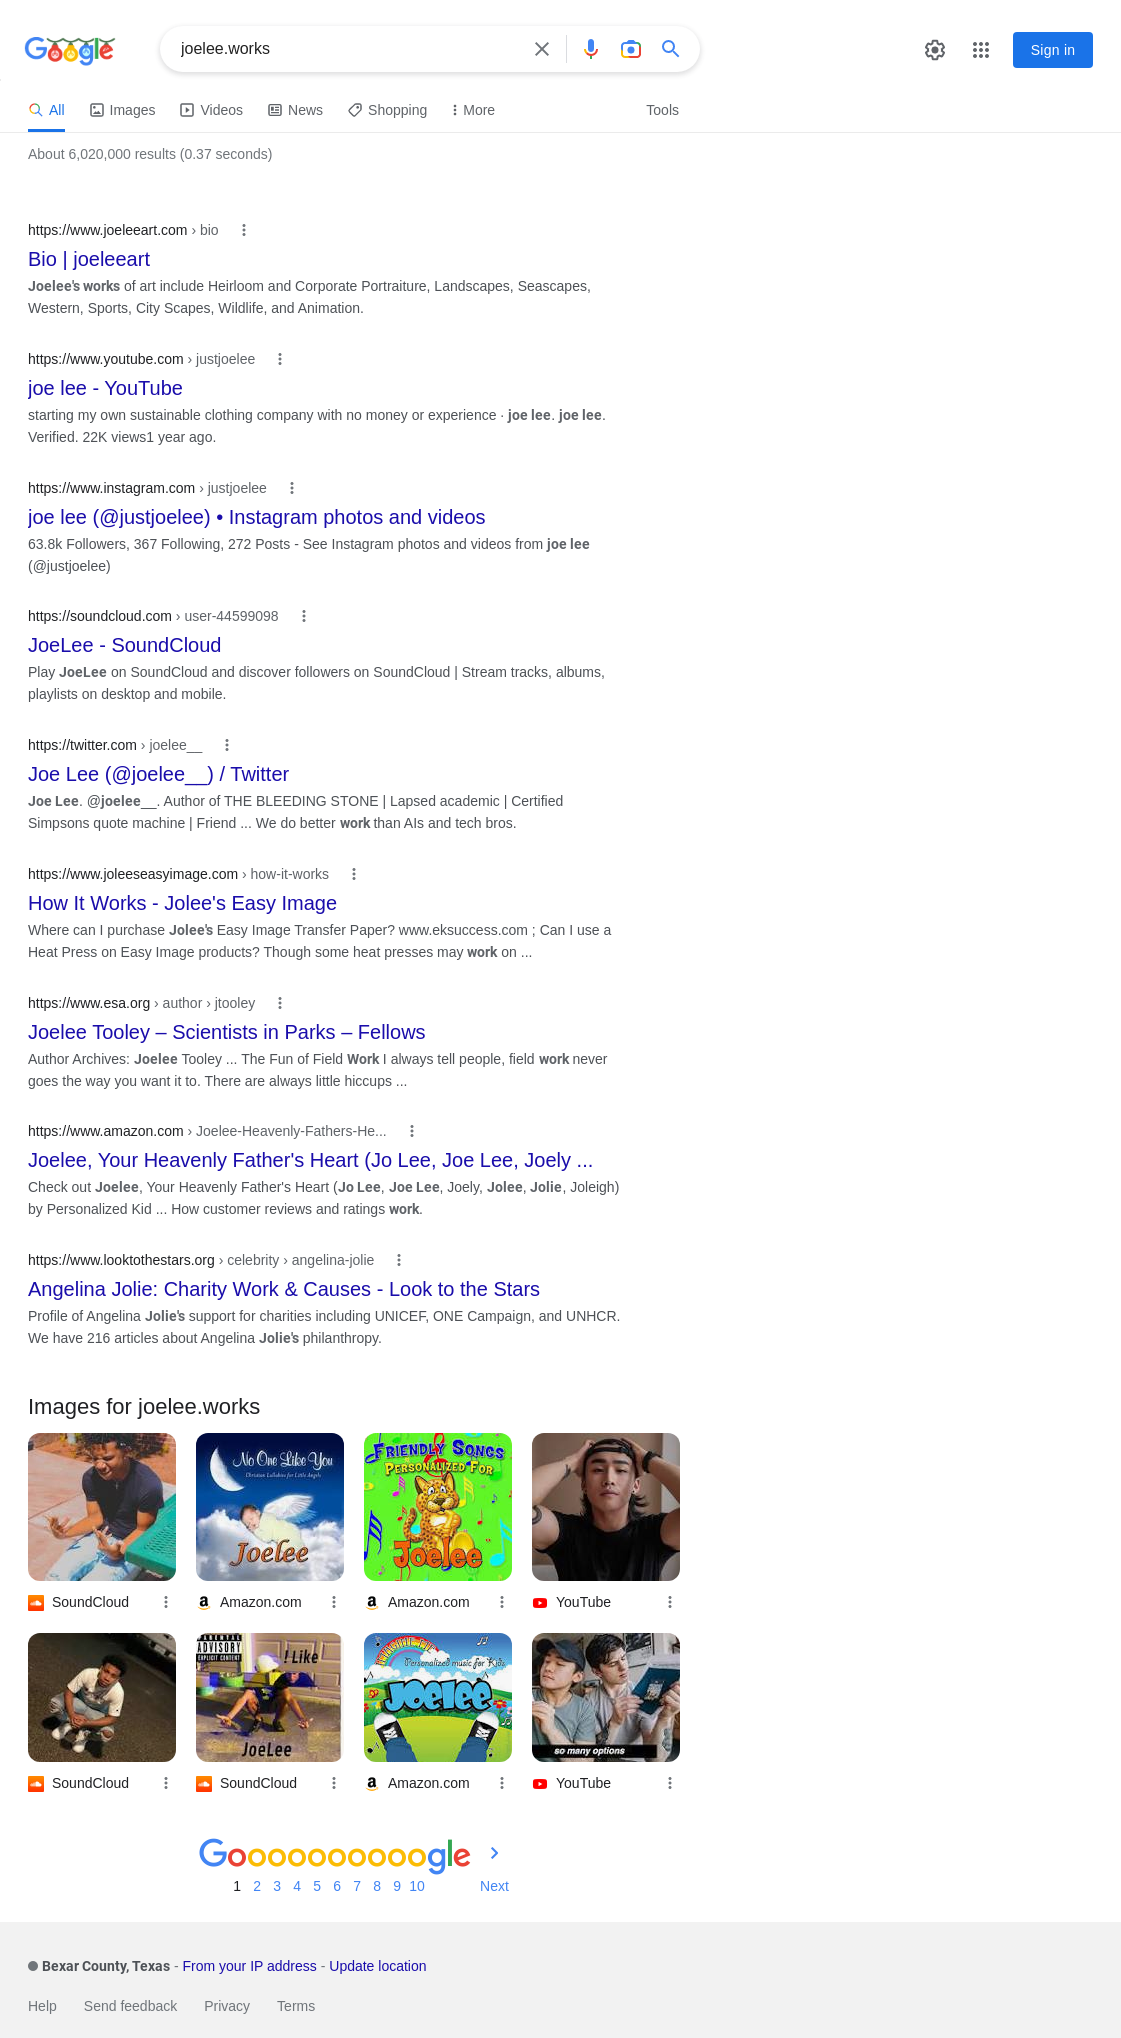 Google
joelee.works
Sign in
All
Images
Videos
News
Shopping
More
Tools
About 6,020,000 results (0.37 seconds)
https://www.joeleeart.com › bio
Bio | joeleeart
Joelee's works of art include Heirloom and Corporate Portraiture, Landscapes, Seascapes,
Western, Sports, City Scapes, Wildlife, and Animation.
https://www.youtube.com › justjoelee
joe lee - YouTube
starting my own sustainable clothing company with no money or experience · joe lee. joe lee.
Verified. 22K views1 year ago.
https://www.instagram.com › justjoelee
joe lee (@justjoelee) • Instagram photos and videos
63.8k Followers, 367 Following, 272 Posts - See Instagram photos and videos from joe lee
(@justjoelee)
https://soundcloud.com › user-44599098
JoeLee - SoundCloud
Play JoeLee on SoundCloud and discover followers on SoundCloud | Stream tracks, albums,
playlists on desktop and mobile.
https://twitter.com › joelee__
Joe Lee (@joelee__) / Twitter
Joe Lee. @joelee__. Author of THE BLEEDING STONE | Lapsed academic | Certified
Simpsons quote machine | Friend ... We do better work than AIs and tech bros.
https://www.joleeseasyimage.com › how-it-works
How It Works - Jolee's Easy Image
Where can I purchase Jolee's Easy Image Transfer Paper? www.eksuccess.com ; Can I use a
Heat Press on Easy Image products? Though some heat presses may work on ...
https://www.esa.org › author › jtooley
Joelee Tooley – Scientists in Parks – Fellows
Author Archives: Joelee Tooley ... The Fun of Field Work I always tell people, field work never
goes the way you want it to. There are always little hiccups ...
https://www.amazon.com › Joelee-Heavenly-Fathers-He...
Joelee, Your Heavenly Father's Heart (Jo Lee, Joe Lee, Joely ...
Check out Joelee, Your Heavenly Father's Heart (Jo Lee, Joe Lee, Joely, Jolee, Jolie, Joleigh)
by Personalized Kid ... How customer reviews and ratings work.
https://www.looktothestars.org › celebrity › angelina-jolie
Angelina Jolie: Charity Work & Causes - Look to the Stars
Profile of Angelina Jolie's support for charities including UNICEF, ONE Campaign, and UNHCR.
We have 216 articles about Angelina Jolie's philanthropy.
Images for joelee.works
No One Like You
Christian Lullabies for Little Angels
Joelee
FRIENDLY SONGS
PERSONALIZED FOR
Joelee
SoundCloud
Amazon.com
Amazon.com
YouTube
ADVISORY
EXPLICIT CONTENT
! Like
JoeLee
Personalized music for Kids
JOELEE
so many options
SoundCloud
SoundCloud
Amazon.com
YouTube
Goooooooooogle
1 2 3 4 5 6 7 8 9 10 Next
Bexar County, Texas - From your IP address - Update location
Help
Send feedback
Privacy
Terms